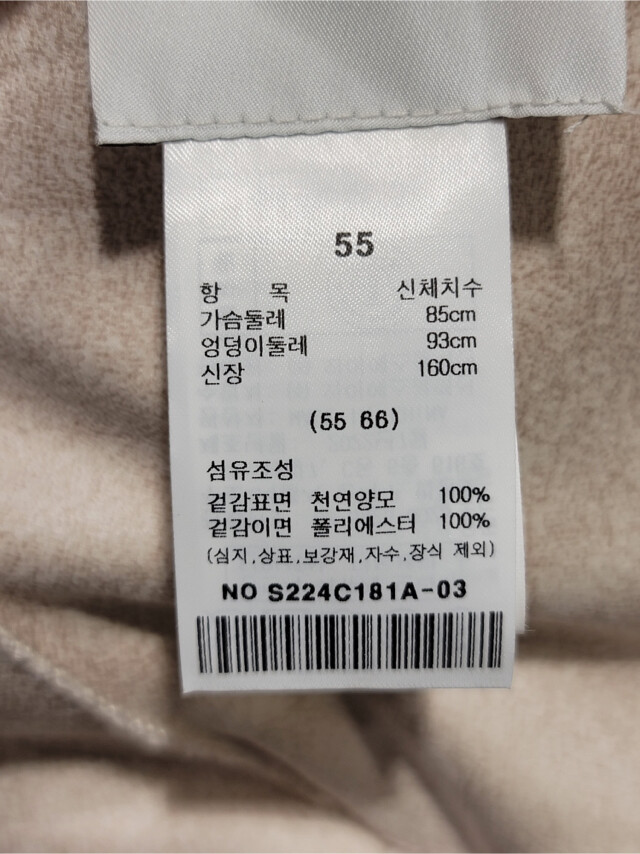 55
항 목 신체치수
가슴둘레 85cm
엉덩이둘레 93cm
신장 160cm
(55 66)
섬유조성
겉감표면 천연양모 100%
겉감이면 폴리에스터 100%
(심지,상표,보강재,자수,장식 제외)
NO S224C181A-03